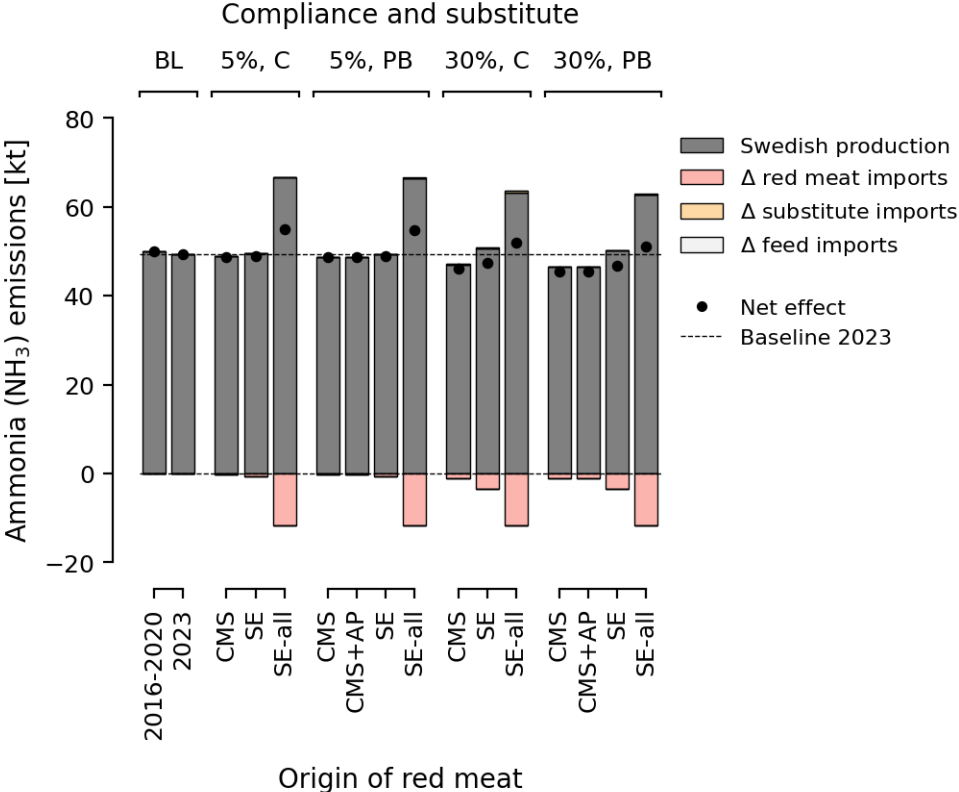 Compliance and substitute
BL 5%, C 5%, PB 30%, C 30%, PB
Ammonia (NH3) emissions [kt]
80
60
40
20
0
−20
Swedish production
Δ red meat imports
Δ substitute imports
Δ feed imports
Net effect
Baseline 2023
2016-2020
2023
CMS
SE
SE-all
CMS
CMS+AP
SE
SE-all
CMS
SE
SE-all
CMS
CMS+AP
SE
SE-all
Origin of red meat